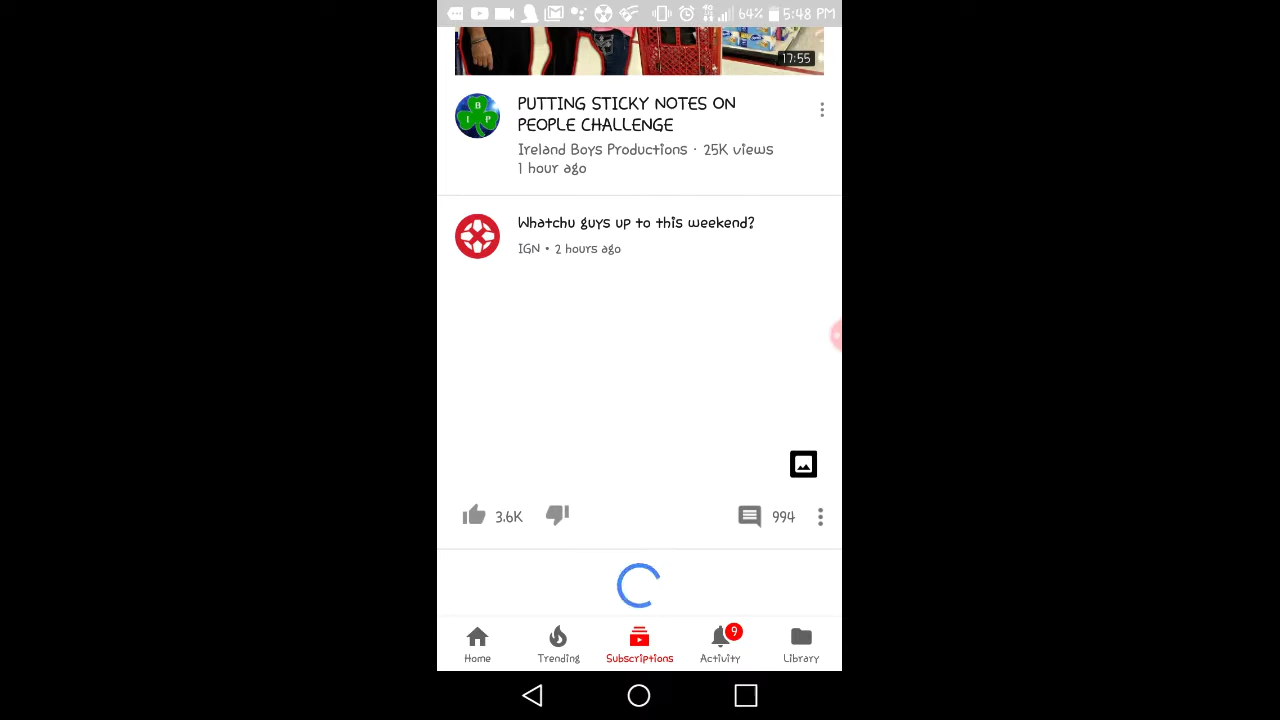 4G 64% 5:48 PM
17:55
B
I P
PUTTING STICKY NOTES ON
PEOPLE CHALLENGE
Ireland Boys Productions · 25K views
1 hour ago
Whatchu guys up to this weekend?
IGN • 2 hours ago
3.6K
994
9
Home
Trending
Subscriptions
Activity
Library